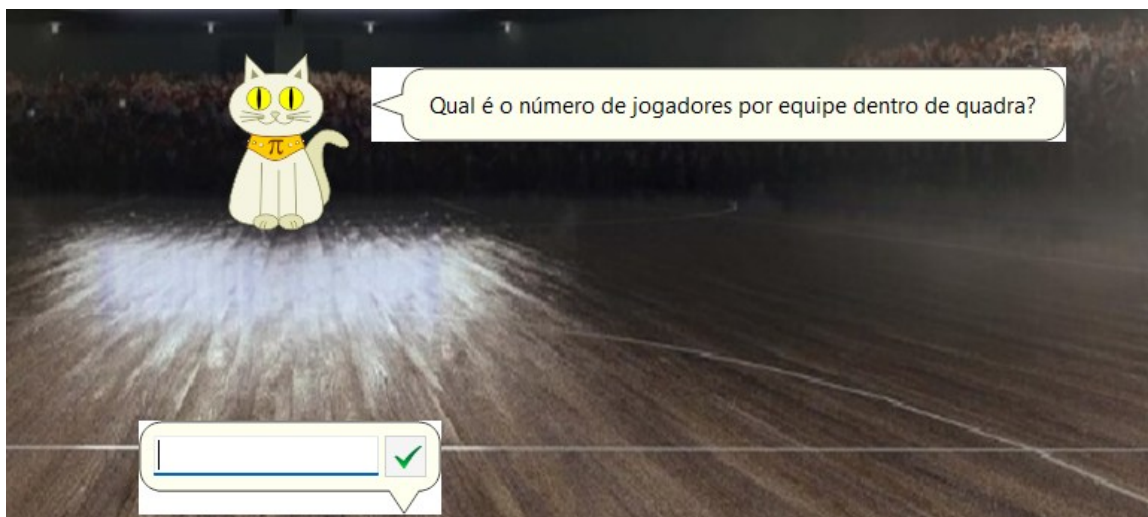 Qual é o número de jogadores por equipe dentro de quadra?
π